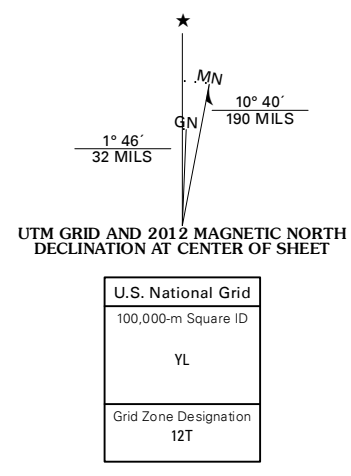 ★
MN
GN
10° 40´
190 MILS
1° 46´
32 MILS
UTM GRID AND 2012 MAGNETIC NORTH
DECLINATION AT CENTER OF SHEET
U.S. National Grid
100,000-m Square ID
YL
Grid Zone Designation
12T